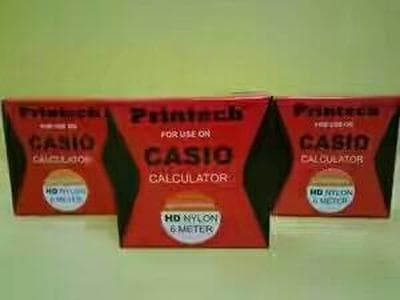 Printech
FOR USE ON
CASIO
CALCULATOR
HD NYLON
6 METER
Printech
FOR USE ON
CASIO
CALCULATOR
HD NYLON
6 METER
Printech
FOR USE ON
CASIO
CALCULATOR
HD NYLON
6 METER